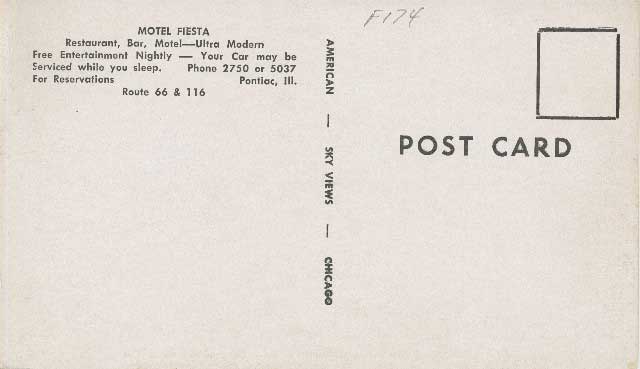 MOTEL FIESTA
Restaurant, Bar, Motel—Ultra Modern
Free Entertainment Nightly — Your Car may be
Serviced while you sleep. Phone 2750 or 5037
For Reservations Pontiac, Ill.
Route 66 & 116
AMERICAN — SKY VIEWS — CHICAGO
F174
POST CARD